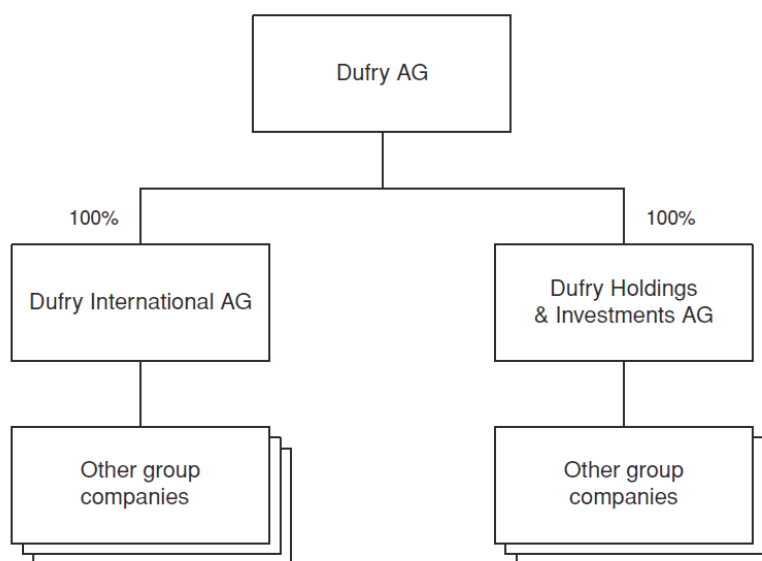 Dufry AG
100%
100%
Dufry International AG
Dufry Holdings
& Investments AG
Other group
companies
Other group
companies